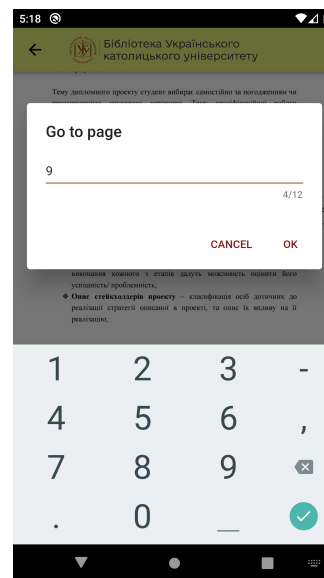 5:18
Бібліотека Українського
католицького університету
Тему дипломного проекту студент вибирає самостійно за погодженням чи
Go to page
9
4/12
CANCEL OK
виконання кожного з етапів дадуть можливість оцінити його
успішність/ проблемність,
❖ Опис стейкхолдерів проекту – класифікація осіб дотичних до
реалізації стратегії описаної в проекті, та опис їх впливу на її
реалізацію,
1 2 3 -
4 5 6 ,
7 8 9
. 0 _